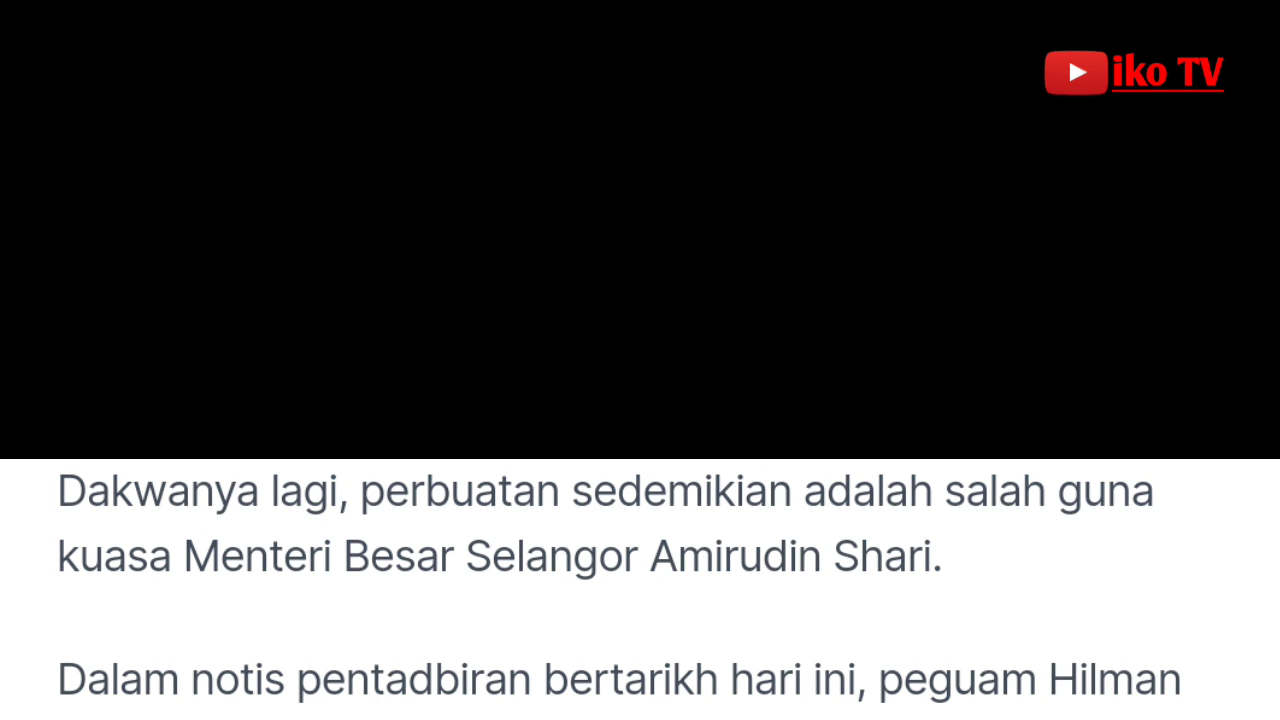 iko TV
Dakwanya lagi, perbuatan sedemikian adalah salah guna
kuasa Menteri Besar Selangor Amirudin Shari.
Dalam notis pentadbiran bertarikh hari ini, peguam Hilman